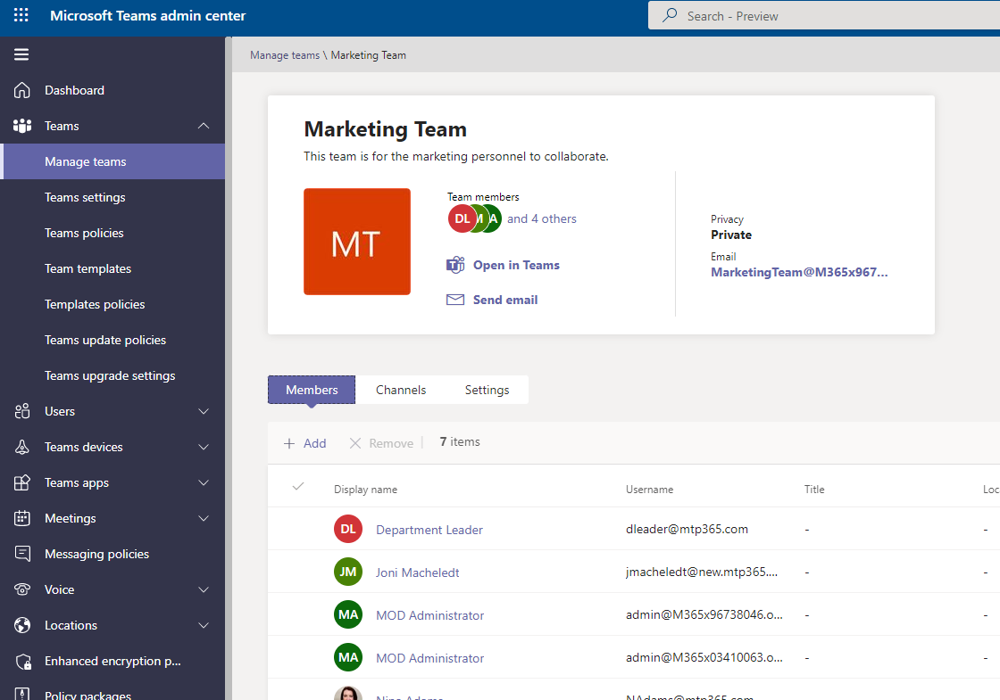 Microsoft Teams admin center
Search - Preview
Manage teams \ Marketing Team
Dashboard
Teams
Manage teams
Teams settings
Teams policies
Team templates
Templates policies
Teams update policies
Teams upgrade settings
Users
Teams devices
Teams apps
Meetings
Messaging policies
Voice
Locations
Enhanced encryption p...
Policy packages
Marketing Team
This team is for the marketing personnel to collaborate.
MT
Team members
DL M A and 4 others
Open in Teams
Send email
Privacy
Private
Email
MarketingTeam@M365x967...
Members Channels Settings
Add Remove 7 items
Display name Username Title Loc
DL Department Leader dleader@mtp365.com - -
JM Joni Macheledt jmacheledt@new.mtp365.... - -
MA MOD Administrator admin@M365x96738046.o... - -
MA MOD Administrator admin@M365x03410063.o... - -
NAdams@mtp365.com - -